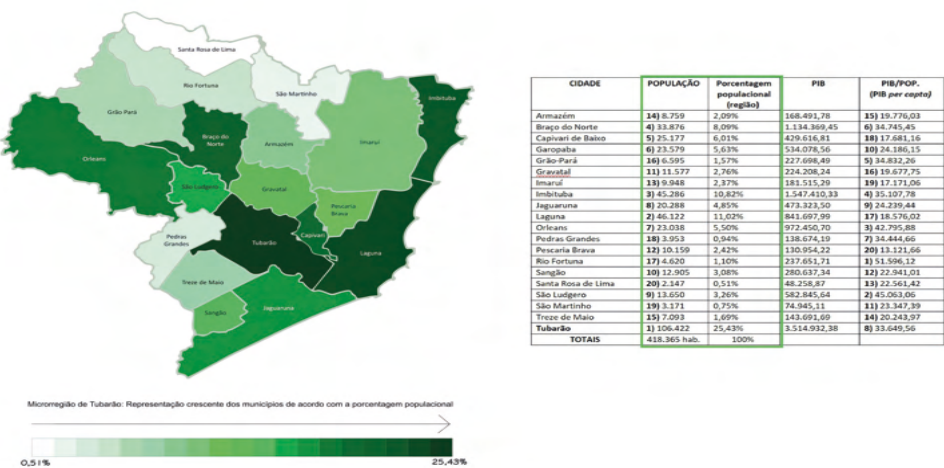 Santa Rosa de Lima
Rio Fortuna
São Martinho
Imbituba
Grão Pará
Braço do
Norte
Armazém
Imaruí
Orleans
São Ludgero
Gravatal
Pescaria
Brava
Pedras
Grandes
Tubarão
Capivari
Laguna
Treze de Maio
Sangão
Jaguaruna
Microrregião de Tubarão: Representação crescente dos municípios de acordo com a porcentagem populacional
0,51%
25,43%
CIDADE POPULAÇÃO Porcentagem populacional (região) PIB PIB/POP. (PIB per capta)
Armazém 14) 8.759 2,09% 168.491,78 15) 19.776,03
Braço do Norte 4) 33.876 8,09% 1.134.369,45 6) 34.745,45
Capivari de Baixo 5) 25.177 6,01% 429.616,81 18) 17.681,16
Garopaba 6) 23.579 5,63% 534.078,56 10) 24.186,15
Grão-Pará 16) 6.595 1,57% 227.698,49 5) 34.832,26
Gravatal 11) 11.577 2,76% 224.208,24 16) 19.677,75
Imaruí 13) 9.948 2,37% 181.515,29 19) 17.171,06
Imbituba 3) 45.286 10,82% 1.547.410,33 4) 35.107,78
Jaguaruna 8) 20.288 4,85% 473.323,50 9) 24.239,44
Laguna 2) 46.122 11,02% 841.697,99 17) 18.576,02
Orleans 7) 23.038 5,50% 972.450,70 3) 42.795,88
Pedras Grandes 18) 3.953 0,94% 138.674,19 7) 34.444,66
Pescaria Brava 12) 10.159 2,42% 130.954,22 20) 13.121,66
Rio Fortuna 17) 4.620 1,10% 237.651,71 1) 51.596,12
Sangão 10) 12.905 3,08% 280.637,34 12) 22.941,01
Santa Rosa de Lima 20) 2.147 0,51% 48.258,87 13) 22.561,42
São Ludgero 9) 13.650 3,26% 582.845,64 2) 45.063,06
São Martinho 19) 3.171 0,75% 74.945,11 11) 23.347,39
Treze de Maio 15) 7.093 1,69% 143.691,69 14) 20.243,97
Tubarão 1) 106.422 25,43% 3.514.932,38 8) 33.649,56
TOTAIS 418.365 hab. 100%